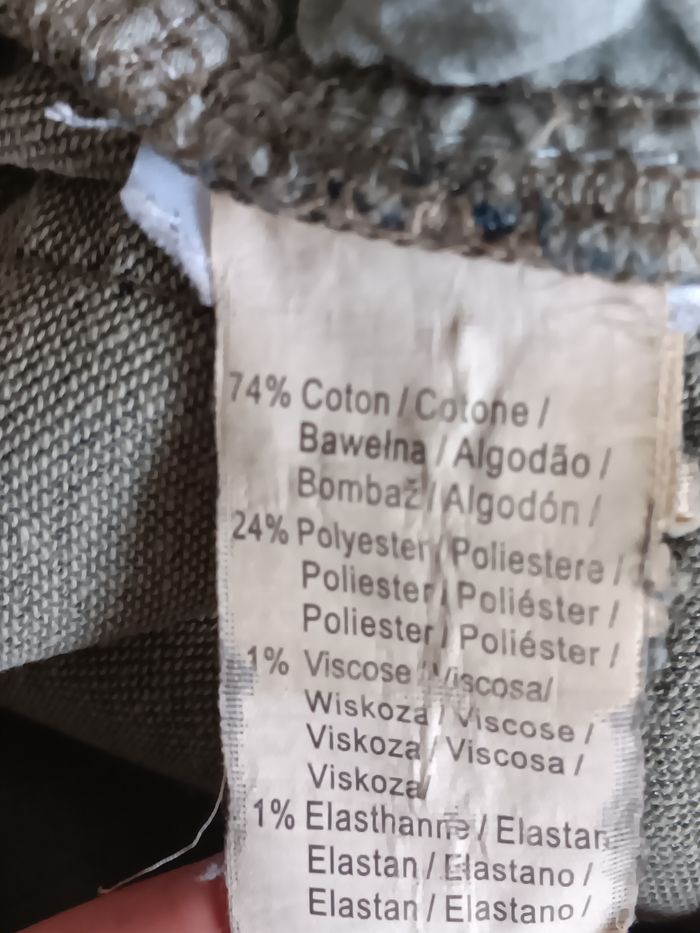 74% Coton / Cotone /
Bawełna / Algodão /
Bombaž / Algodón /
24% Polyester / Poliestere /
Poliester / Poliéster /
Poliester / Poliéster /
1% Viscose / Viscosa/
Wiskoza / Viscose /
Viskoza / Viscosa /
Viskoza/
1% Elasthanne / Elastan
Elastan / Elastano /
Elastan / Elastano /